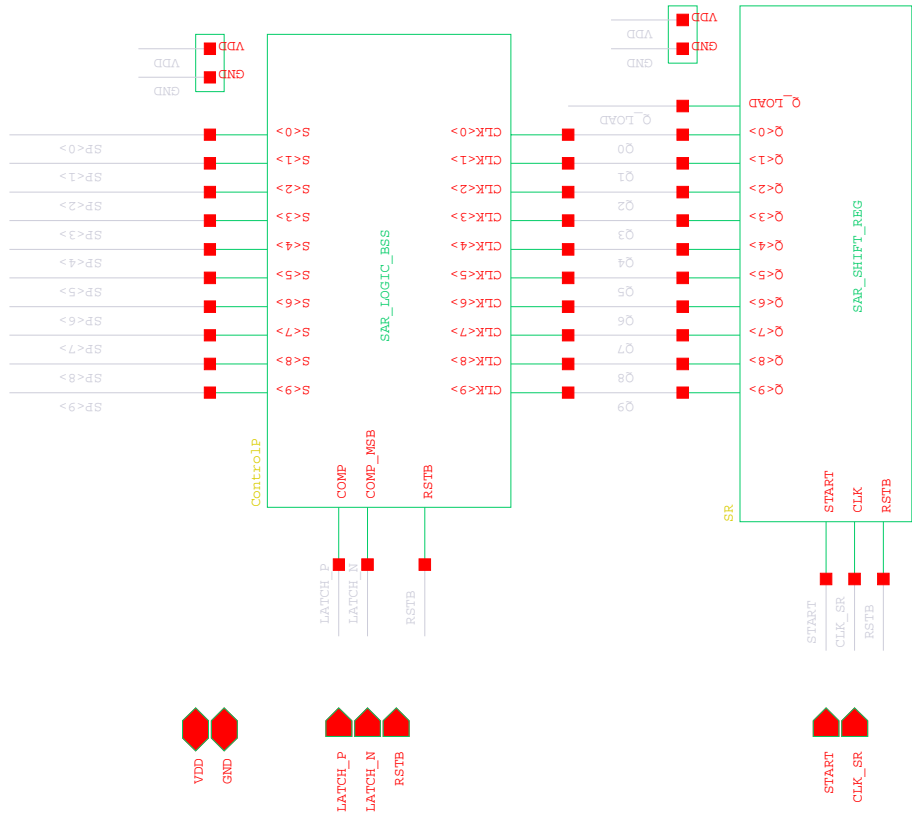 VDD
VDD
GND
GND
VDD
VDD
GND
GND
Q_LOAD
Q_LOAD
S<0>
CLK<0>
Q<0>
SP<0>
Q0
S<1>
CLK<1>
Q<1>
SP<1>
Q1
S<2>
CLK<2>
Q<2>
SP<2>
Q2
S<3>
CLK<3>
Q<3>
SP<3>
Q3
S<4>
CLK<4>
Q<4>
SP<4>
Q4
S<5>
CLK<5>
Q<5>
SP<5>
Q5
S<6>
CLK<6>
Q<6>
SP<6>
Q6
S<7>
CLK<7>
Q<7>
SP<7>
Q7
S<8>
CLK<8>
Q<8>
SP<8>
Q8
S<9>
CLK<9>
Q<9>
SP<9>
Q9
SAR_LOGIC_BSS
SAR_SHIFT_REG
ControlP
COMP
COMP_MSB
RSTB
SR
START
CLK
RSTB
LATCH_P
LATCH_N
RSTB
START
CLK_SR
RSTB
VDD
GND
LATCH_P
LATCH_N
RSTB
START
CLK_SR